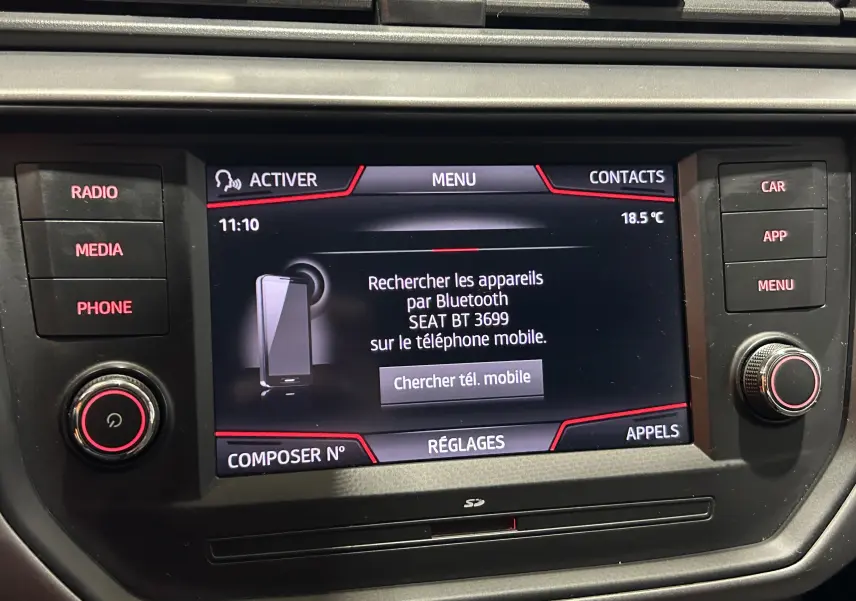 ACTIVER
MENU
CONTACTS
RADIO
CAR
11:10
18.5 °C
MEDIA
APP
Rechercher les appareils
par Bluetooth
SEAT BT 3699
sur le téléphone mobile.
PHONE
MENU
Chercher tél. mobile
COMPOSER N°
RÉGLAGES
APPELS
SD